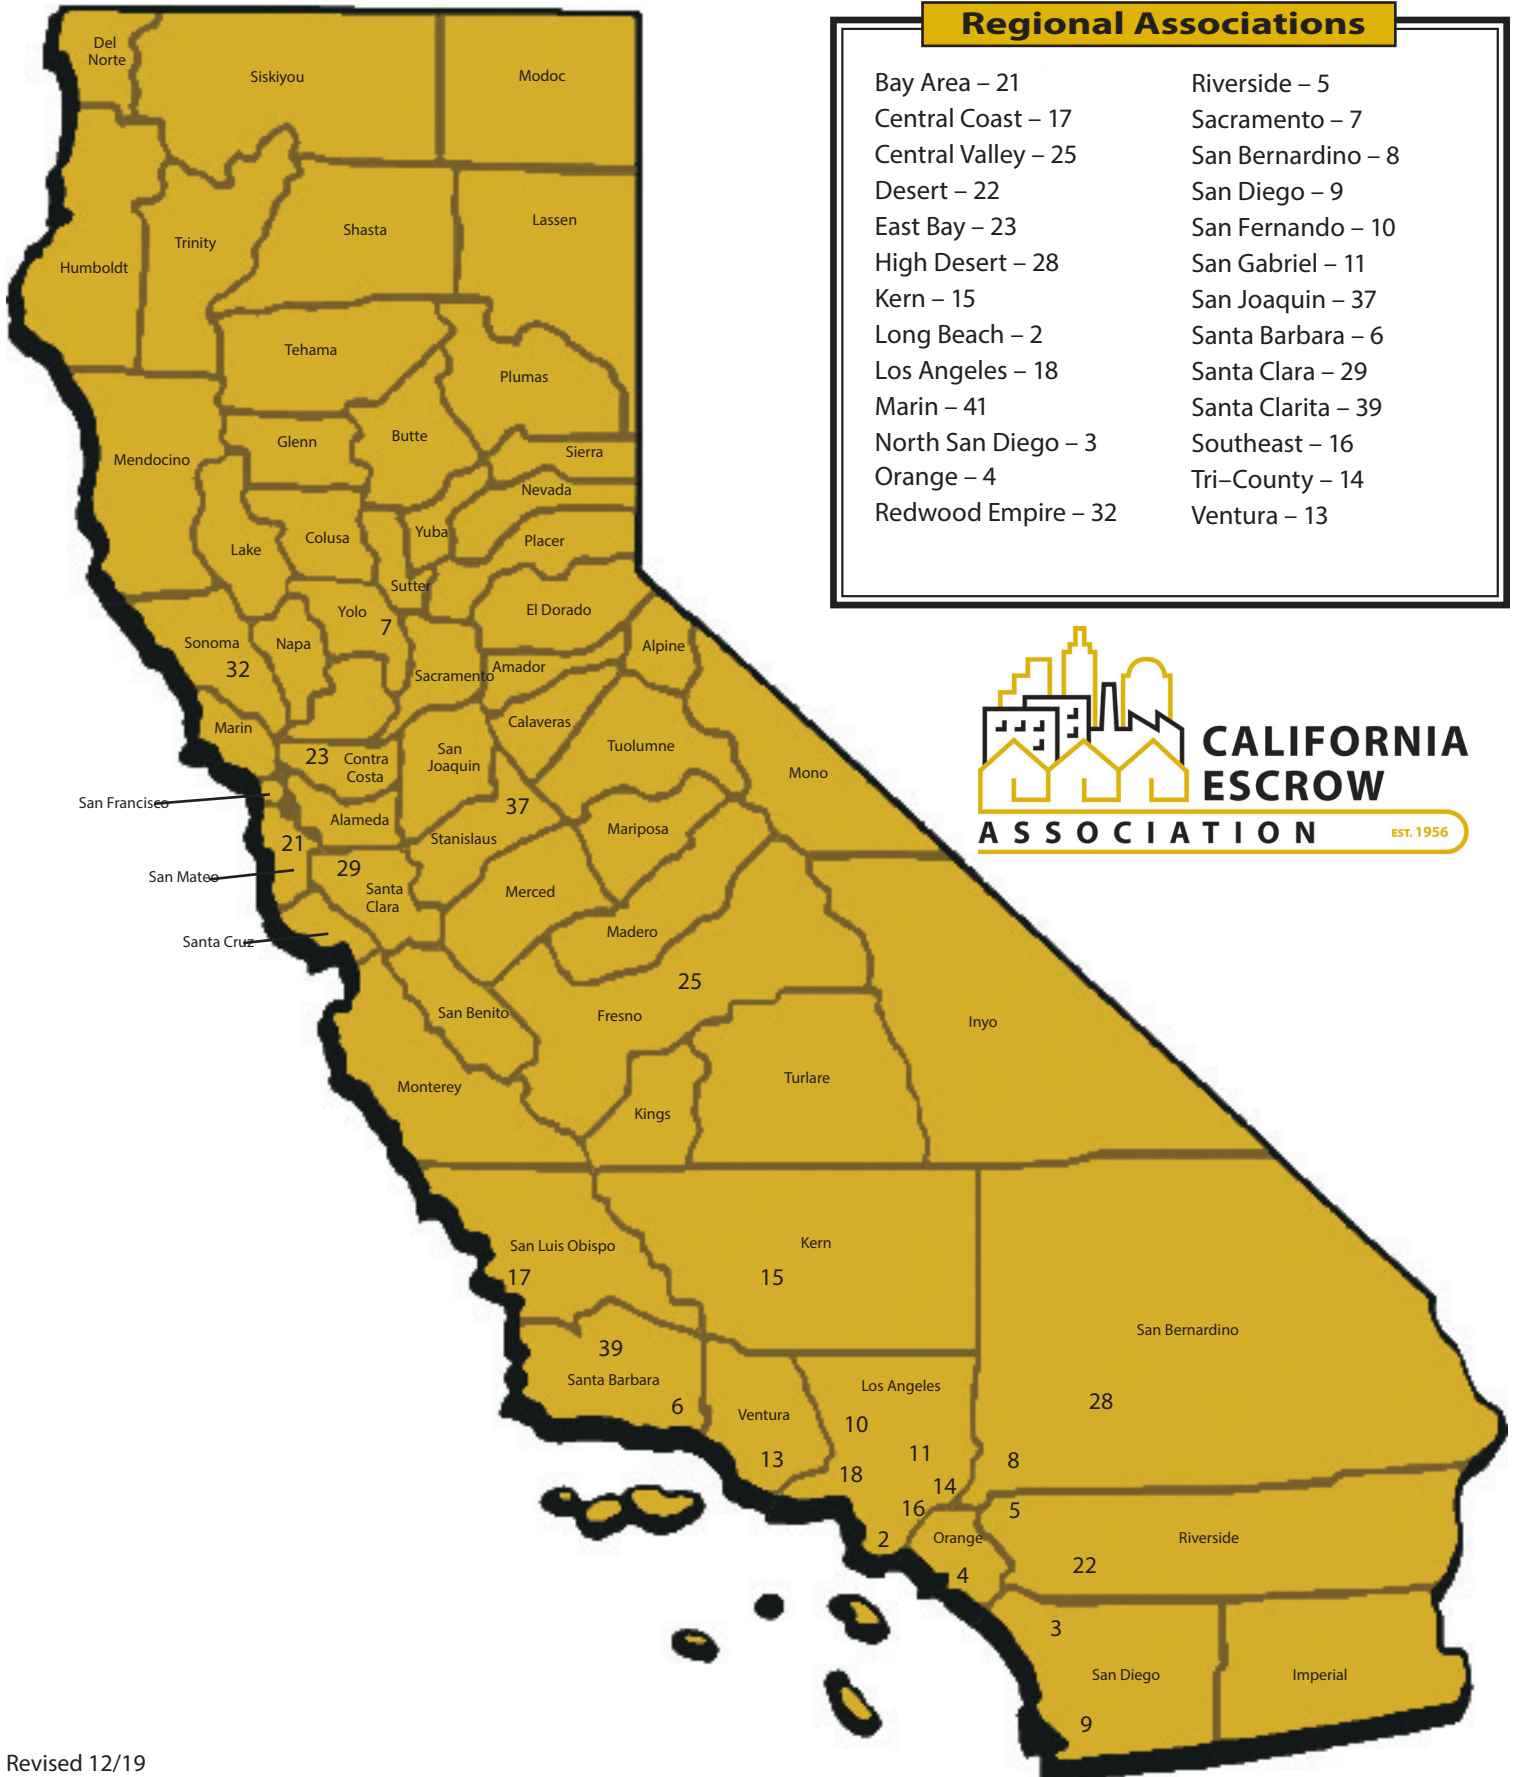 Regional Associations
Bay Area – 21
Central Coast – 17
Central Valley – 25
Desert – 22
East Bay – 23
High Desert – 28
Kern – 15
Long Beach – 2
Los Angeles – 18
Marin – 41
North San Diego – 3
Orange – 4
Redwood Empire – 32
Riverside – 5
Sacramento – 7
San Bernardino – 8
San Diego – 9
San Fernando – 10
San Gabriel – 11
San Joaquin – 37
Santa Barbara – 6
Santa Clara – 29
Santa Clarita – 39
Southeast – 16
Tri–County – 14
Ventura – 13
CALIFORNIA
ESCROW
ASSOCIATION
EST. 1956
Del
Norte
Siskiyou
Modoc
Humboldt
Trinity
Shasta
Lassen
Tehama
Plumas
Mendocino
Glenn
Butte
Sierra
Nevada
Lake
Colusa
Yuba
Placer
Sutter
Yolo
7
El Dorado
Sonoma
32
Napa
Sacramento
Amador
Alpine
Marin
Calaveras
23
Contra
Costa
San
Joaquin
Tuolumne
Mono
San Francisco
37
Alameda
Stanislaus
Mariposa
21
29
San Mateo
Santa
Clara
Merced
Santa Cruz
Madero
25
San Benito
Fresno
Inyo
Monterey
Turlare
Kings
San Luis Obispo
17
Kern
15
San Bernardino
39
Santa Barbara
6
Ventura
13
Los Angeles
10
11
18
14
16
2
28
8
5
Orange
4
Riverside
22
3
San Diego
9
Imperial
Revised 12/19